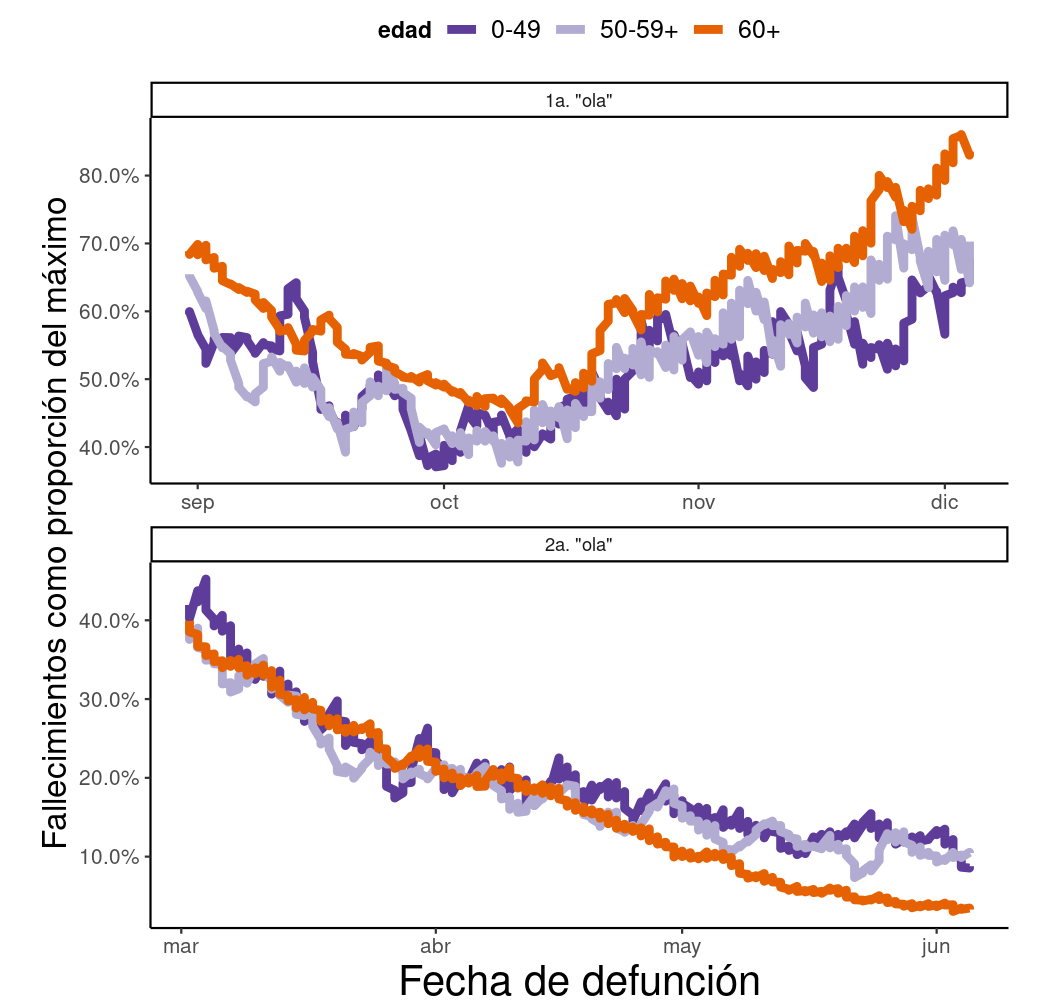 edad 0-49 50-59+ 60+
1a. "ola"
80.0%
70.0%
60.0%
50.0%
40.0%
sep oct nov dic
2a. "ola"
40.0%
30.0%
20.0%
10.0%
mar abr may jun
Fecha de defunción
Fallecimientos como proporción del máximo